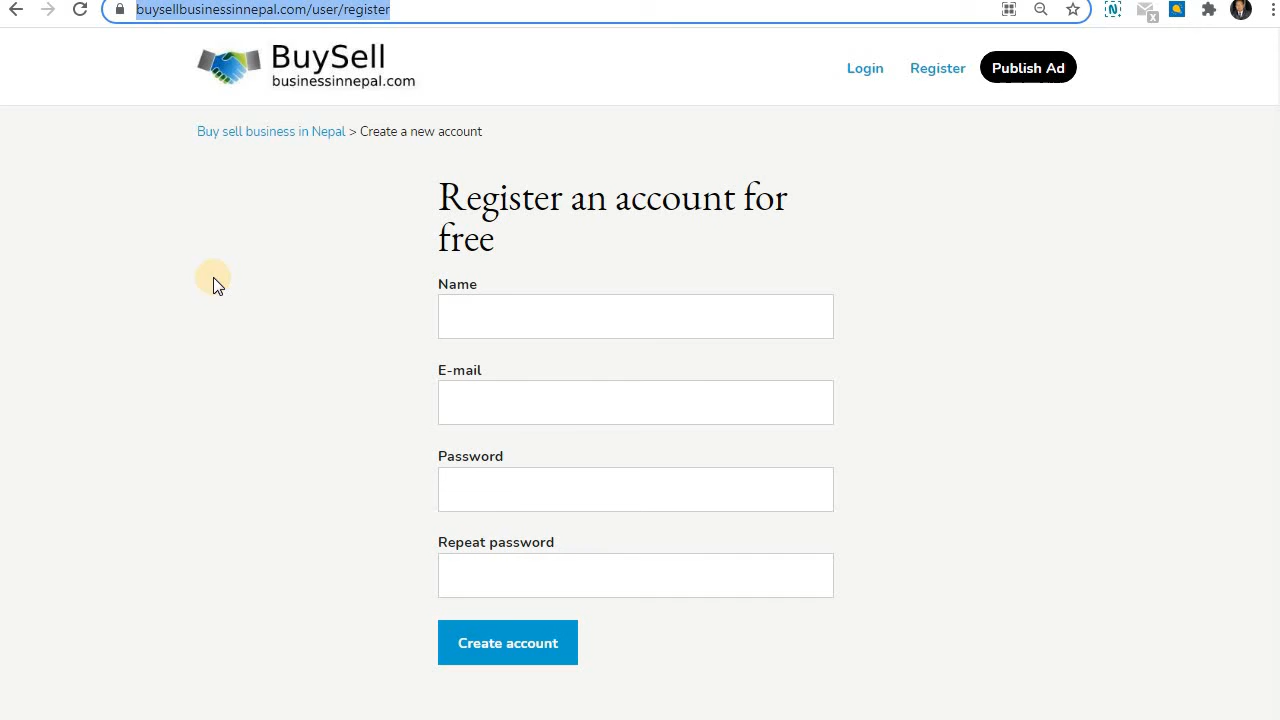 buysellbusinessinnepal.com/user/register
BuySell
businessinnepal.com
Login Register Publish Ad
Buy sell business in Nepal > Create a new account
Register an account for
free
Name
E-mail
Password
Repeat password
Create account